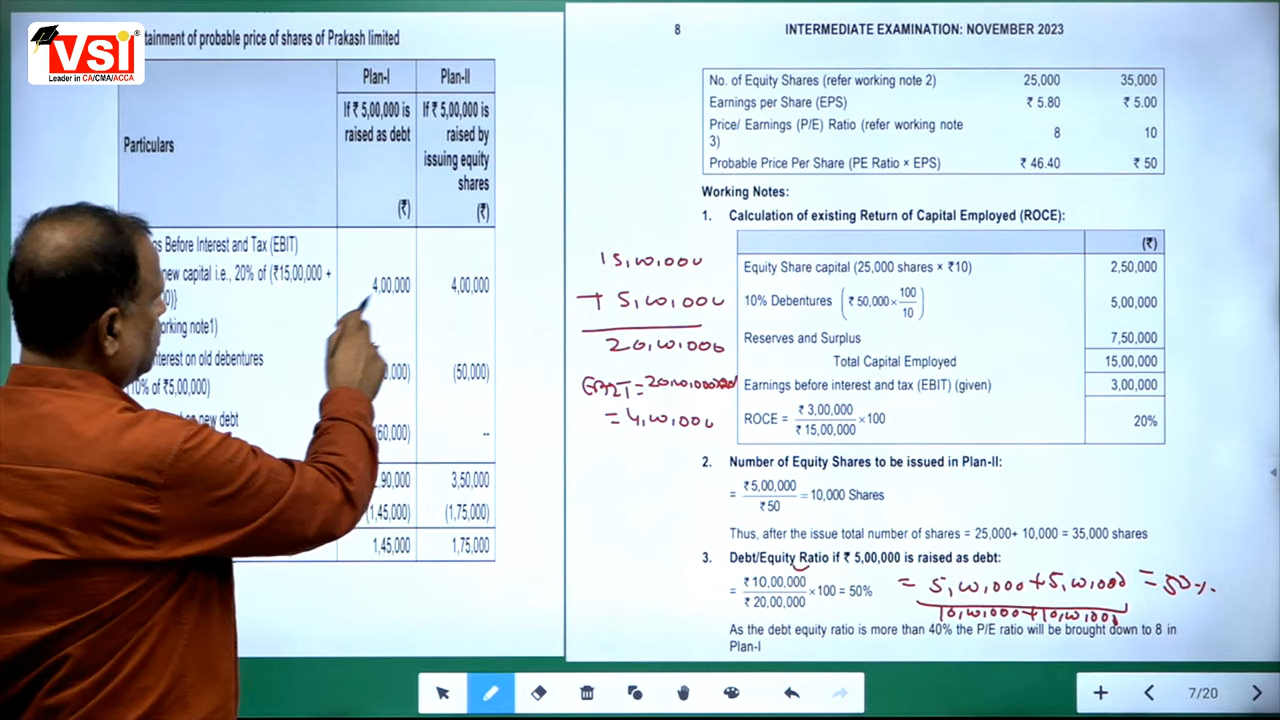 VSI
Leader in CA/CMA/ACCA
tainment of probable price of shares of Prakash limited
Particulars
Plan-I
Plan-II
If ₹ 5,00,000 is raised as debt
(₹)
If ₹ 5,00,000 is raised by issuing equity shares
(₹)
s Before Interest and Tax (EBIT)
new capital i.e., 20% of (₹15,00,000 +
0)}
4,00,000
4,00,000
orking note1)
nterest on old debentures
10% of ₹5,00,000)
0,000)
(50,000)
on new debt
60,000)
--
,90,000
3,50,000
(1,45,000)
(1,75,000)
1,45,000
1,75,000
8
INTERMEDIATE EXAMINATION: NOVEMBER 2023
No. of Equity Shares (refer working note 2) 25,000 35,000
Earnings per Share (EPS) ₹ 5.80 ₹ 5.00
Price/ Earnings (P/E) Ratio (refer working note 3) 8 10
Probable Price Per Share (PE Ratio × EPS) ₹ 46.40 ₹ 50
Working Notes:
1. Calculation of existing Return of Capital Employed (ROCE):
(₹)
Equity Share capital (25,000 shares × ₹10) 2,50,000
10% Debentures (₹ 50,000 × 100/10) 5,00,000
Reserves and Surplus 7,50,000
Total Capital Employed 15,00,000
Earnings before interest and tax (EBIT) (given) 3,00,000
ROCE = ₹ 3,00,000 / ₹ 15,00,000 ×100 20%
15,00,000
+ 5,00,000
20,00,000
EBIT = 20,00,000
= 4,00,000
2. Number of Equity Shares to be issued in Plan-II:
= ₹5,00,000 / ₹50 = 10,000 Shares
Thus, after the issue total number of shares = 25,000+ 10,000 = 35,000 shares
3. Debt/Equity Ratio if ₹ 5,00,000 is raised as debt:
= ₹10,00,000 / ₹ 20,00,000 ×100 = 50%
= 5,00,000 + 5,00,000 / 10,00,000 + 10,00,000 = 50%
As the debt equity ratio is more than 40% the P/E ratio will be brought down to 8 in
Plan-I
7/20